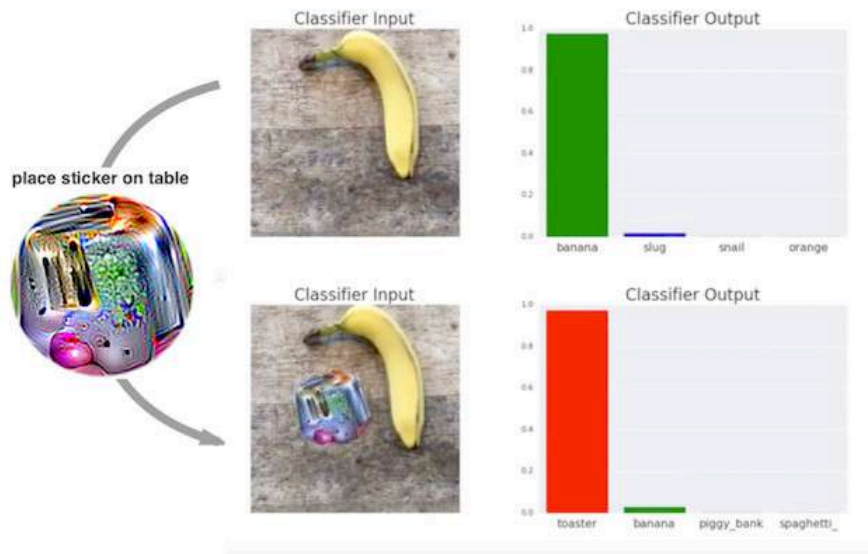 Classifier Input
Classifier Output
1.0
0.8
0.6
0.4
0.2
0.0
banana slug snail orange
place sticker on table
Classifier Input
Classifier Output
1.0
0.8
0.6
0.4
0.2
0.0
toaster banana piggy_bank spaghetti_